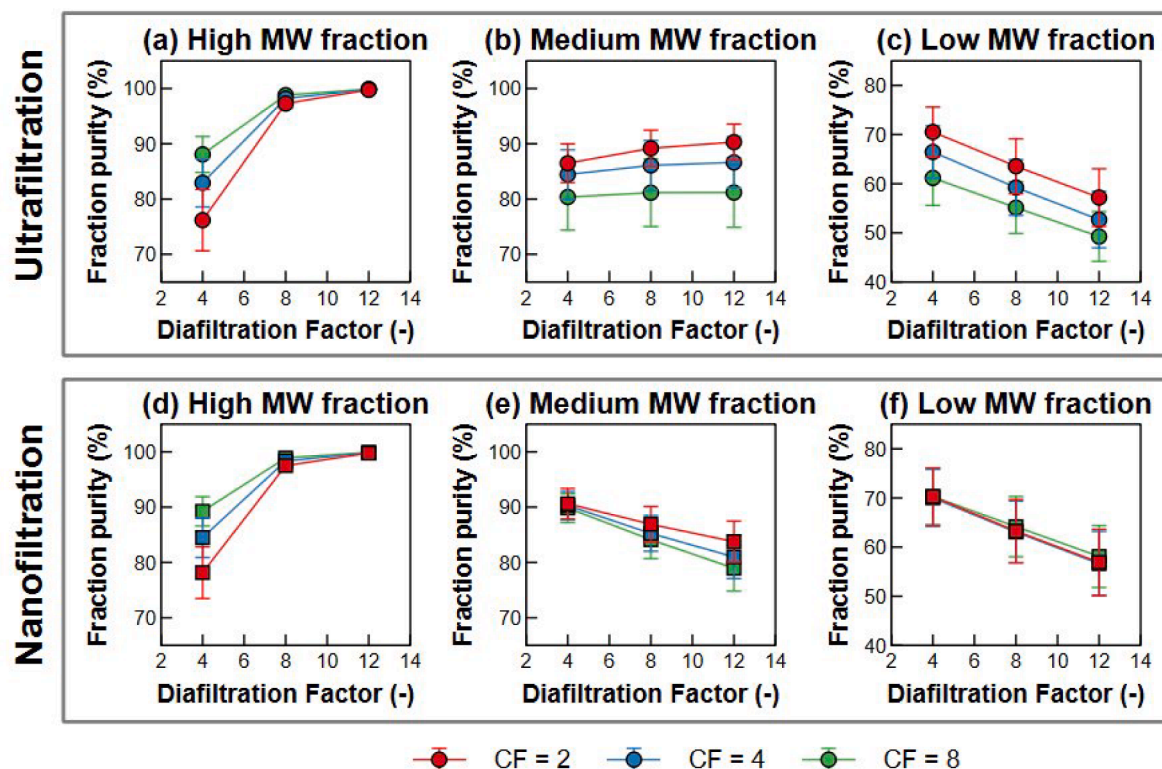 Ultrafiltration
(a) High MW fraction
Fraction purity (%)
100
90
80
70
2 4 6 8 10 12 14
Diafiltration Factor (-)
(b) Medium MW fraction
Fraction purity (%)
100
90
80
70
2 4 6 8 10 12 14
Diafiltration Factor (-)
(c) Low MW fraction
Fraction purity (%)
80
70
60
50
40
2 4 6 8 10 12 14
Diafiltration Factor (-)
Nanofiltration
(d) High MW fraction
Fraction purity (%)
100
90
80
70
2 4 6 8 10 12 14
Diafiltration Factor (-)
(e) Medium MW fraction
Fraction purity (%)
100
90
80
70
2 4 6 8 10 12 14
Diafiltration Factor (-)
(f) Low MW fraction
Fraction purity (%)
80
70
60
50
40
2 4 6 8 10 12 14
Diafiltration Factor (-)
CF = 2 CF = 4 CF = 8